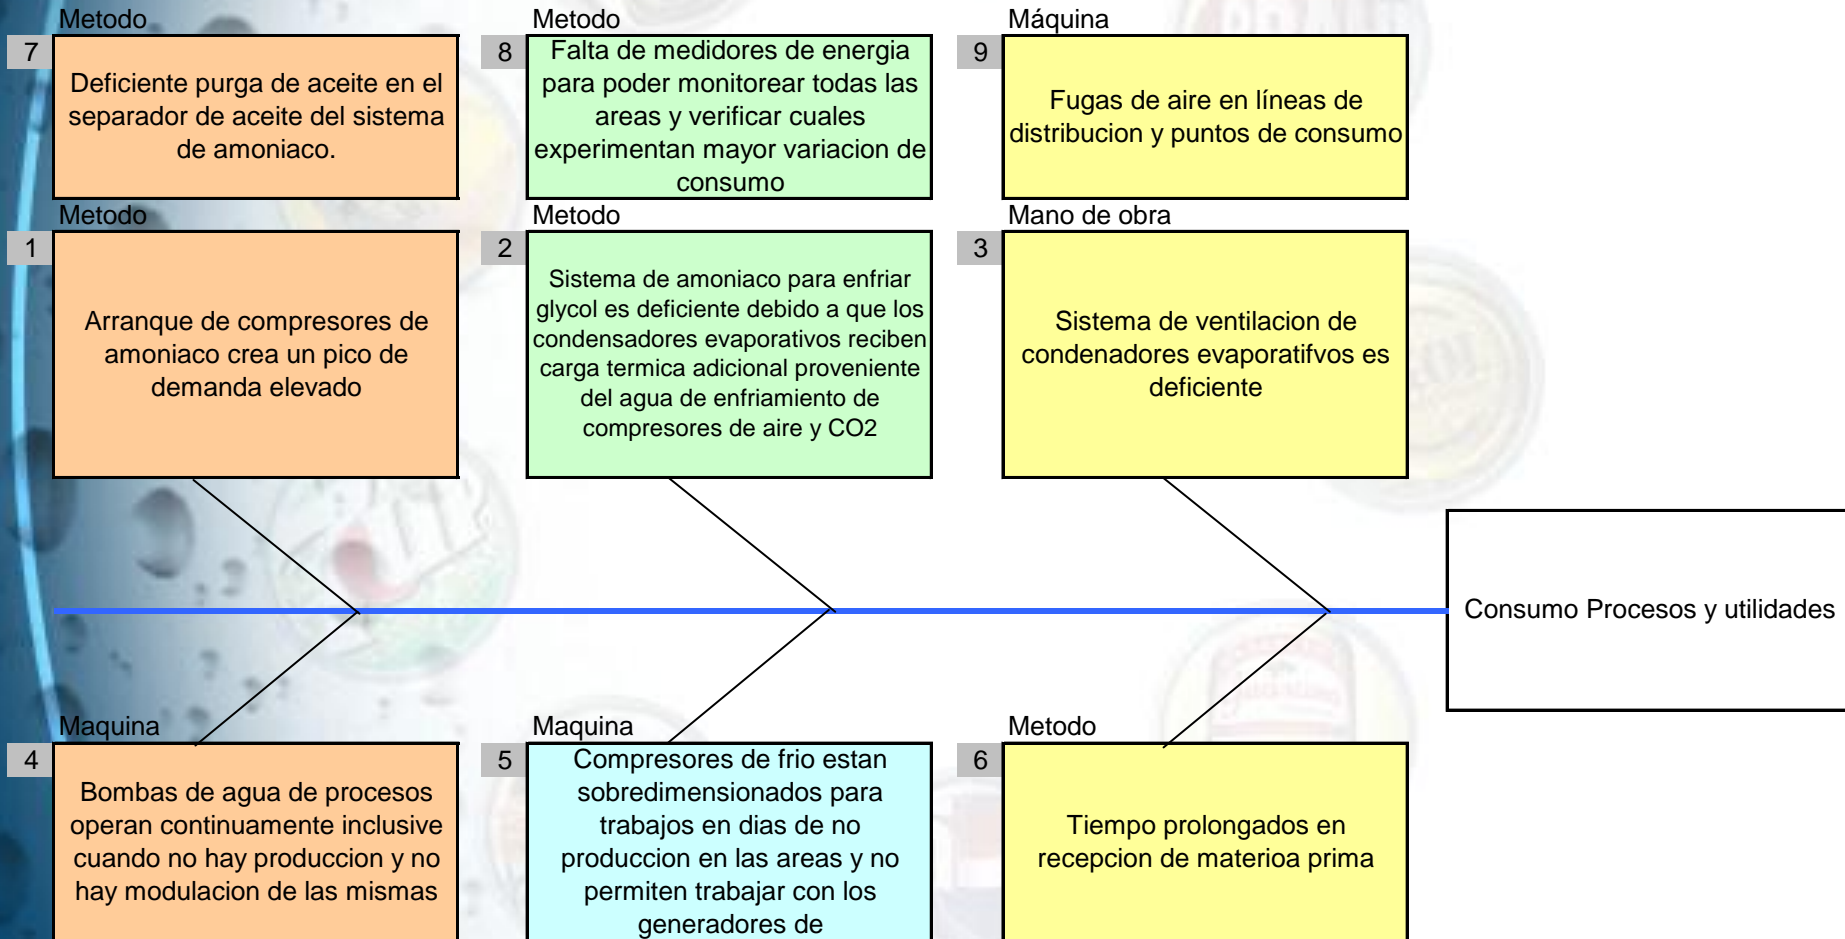 Metodo
7
Deficiente purga de aceite en el
separador de aceite del sistema
de amoniaco.
Metodo
8
Falta de medidores de energia
para poder monitorear todas las
areas y verificar cuales
experimentan mayor variacion de
consumo
Máquina
9
Fugas de aire en líneas de
distribucion y puntos de consumo
Metodo
1
Arranque de compresores de
amoniaco crea un pico de
demanda elevado
Metodo
2
Sistema de amoniaco para enfriar
glycol es deficiente debido a que los
condensadores evaporativos reciben
carga termica adicional proveniente
del agua de enfriamiento de
compresores de aire y CO2
Mano de obra
3
Sistema de ventilacion de
condenadores evaporatifvos es
deficiente
Consumo Procesos y utilidades
Maquina
4
Bombas de agua de procesos
operan continuamente inclusive
cuando no hay produccion y no
hay modulacion de las mismas
Maquina
5
Compresores de frio estan
sobredimensionados para
trabajos en dias de no
produccion en las areas y no
permiten trabajar con los
generadores de
Metodo
6
Tiempo prolongados en
recepcion de materioa prima